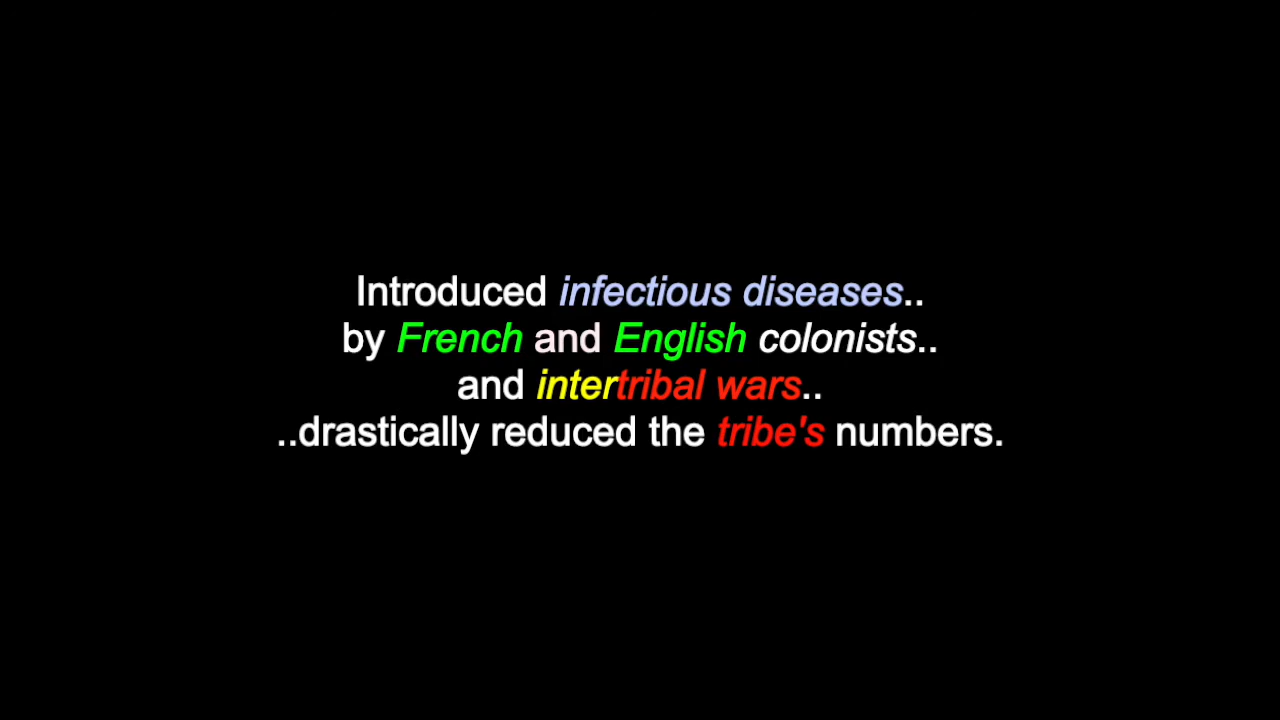 Introduced infectious diseases..
by French and English colonists..
and intertribal wars..
..drastically reduced the tribe's numbers.